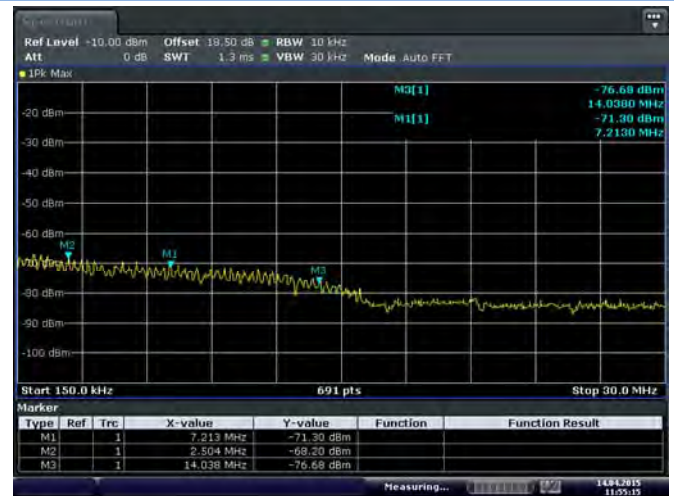 Spectrum
Ref Level -10.00 dBm Offset 18.50 dB RBW 10 kHz
Att 0 dB SWT 1.3 ms VBW 30 kHz Mode Auto FFT
1Pk Max
M3[1] -76.68 dBm
14.0380 MHz
M1[1] -71.30 dBm
7.2130 MHz
-20 dBm
-30 dBm
-40 dBm
-50 dBm
-60 dBm
M2
M1
M3
-70 dBm
-80 dBm
-90 dBm
-100 dBm
Start 150.0 kHz 691 pts Stop 30.0 MHz
Marker
Type Ref Trc X-value Y-value Function Function Result
M1 1 7.213 MHz -71.30 dBm
M2 1 2.504 MHz -68.20 dBm
M3 1 14.038 MHz -76.68 dBm
Measuring... 14.04.2015
11:55:15